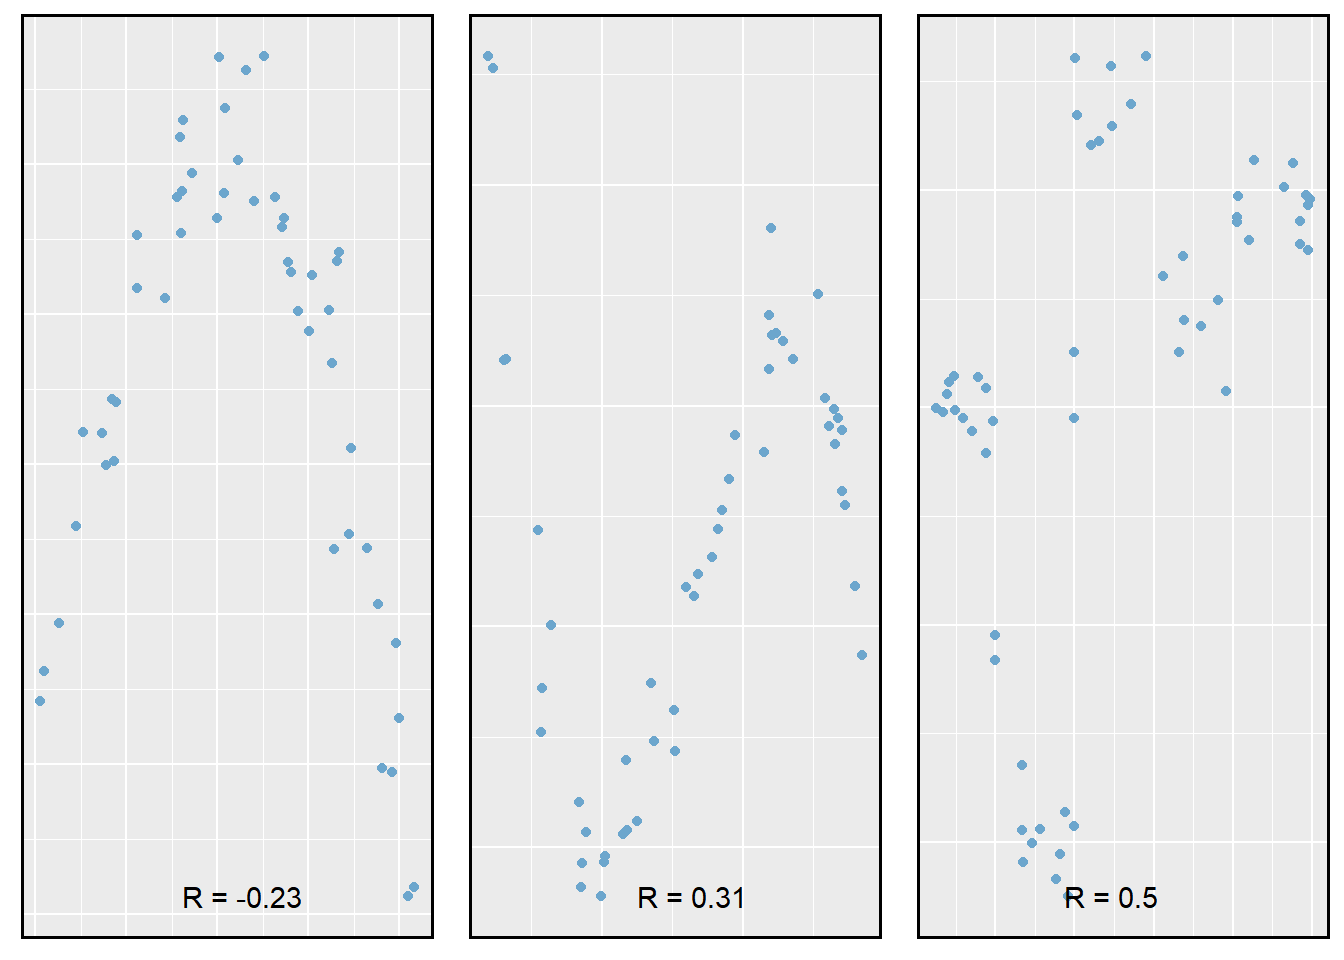 R = -0.23
R = 0.31
R = 0.5